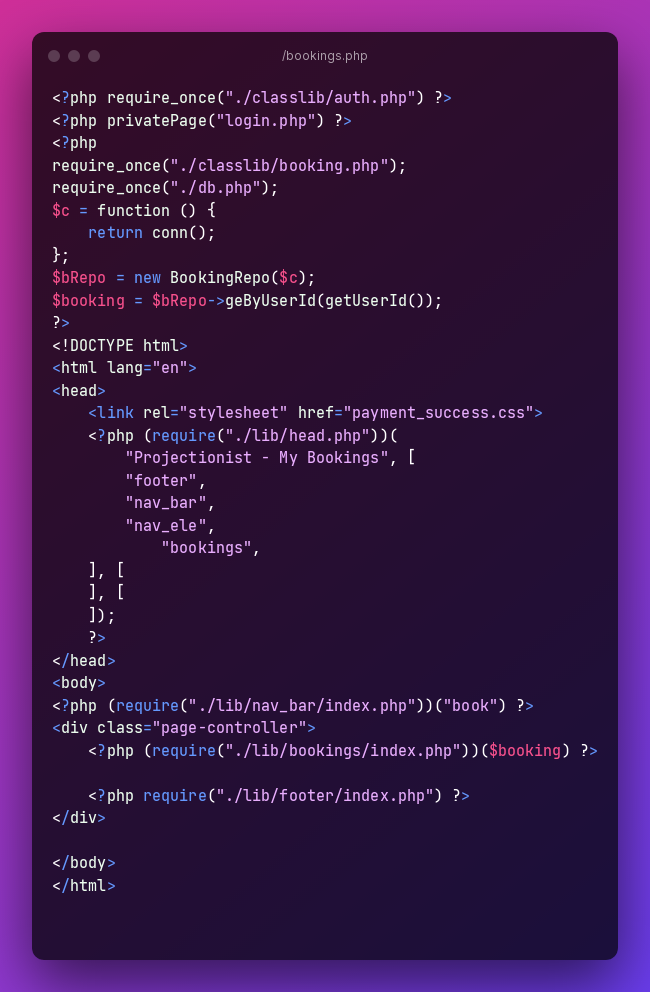 /bookings.php
<?php require_once("./classlib/auth.php") ?>
<?php privatePage("login.php") ?>
<?php
require_once("./classlib/booking.php");
require_once("./db.php");
$c = function () {
    return conn();
};
$bRepo = new BookingRepo($c);
$booking = $bRepo->geByUserId(getUserId());
?>
<!DOCTYPE html>
<html lang="en">
<head>
    <link rel="stylesheet" href="payment_success.css">
    <?php (require("./lib/head.php"))(
        "Projectionist - My Bookings", [
        "footer",
        "nav_bar",
        "nav_ele",
            "bookings",
    ], [
    ], [
    ]);
    ?>
</head>
<body>
<?php (require("./lib/nav_bar/index.php"))("book") ?>
<div class="page-controller">
    <?php (require("./lib/bookings/index.php"))($booking) ?>

    <?php require("./lib/footer/index.php") ?>
</div>

</body>
</html>